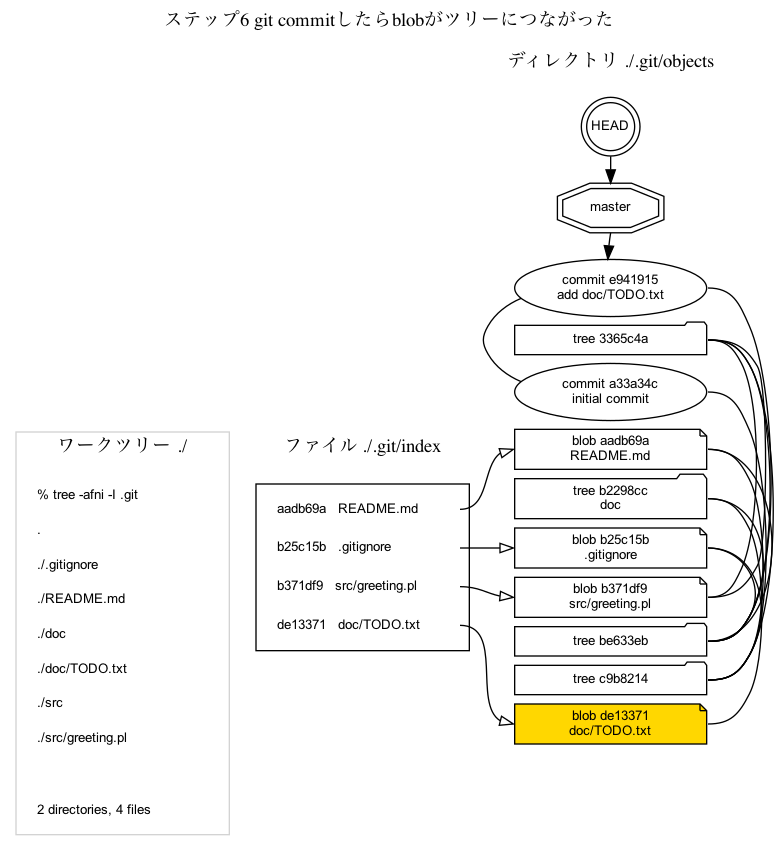 ステップ6 git commitしたらblobがツリーにつながった
ディレクトリ ./.git/objects
HEAD
master
commit e941915
add doc/TODO.txt
tree 3365c4a
commit a33a34c
initial commit
blob aadb69a
README.md
tree b2298cc
doc
blob b25c15b
.gitignore
blob b371df9
src/greeting.pl
tree be633eb
tree c9b8214
blob de13371
doc/TODO.txt
ファイル ./.git/index
aadb69a README.md
b25c15b .gitignore
b371df9 src/greeting.pl
de13371 doc/TODO.txt
ワークツリー ./
% tree -afni -I .git
.
./.gitignore
./README.md
./doc
./doc/TODO.txt
./src
./src/greeting.pl
2 directories, 4 files